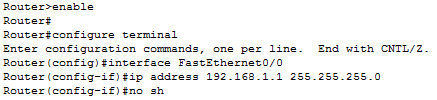 Router>enable
Router#
Router#configure terminal
Enter configuration commands, one per line.  End with CNTL/Z.
Router(config)#interface FastEthernet0/0
Router(config-if)#ip address 192.168.1.1 255.255.255.0
Router(config-if)#no sh